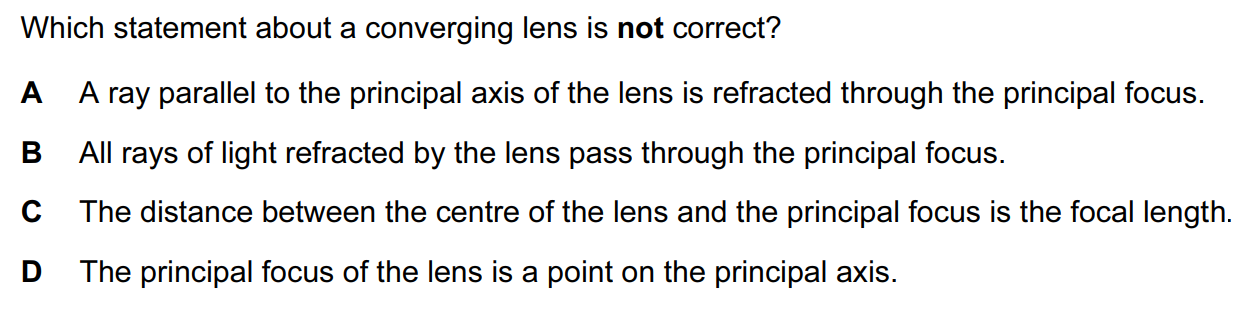 Which statement about a converging lens is not correct?
A A ray parallel to the principal axis of the lens is refracted through the principal focus.
B All rays of light refracted by the lens pass through the principal focus.
C The distance between the centre of the lens and the principal focus is the focal length.
D The principal focus of the lens is a point on the principal axis.